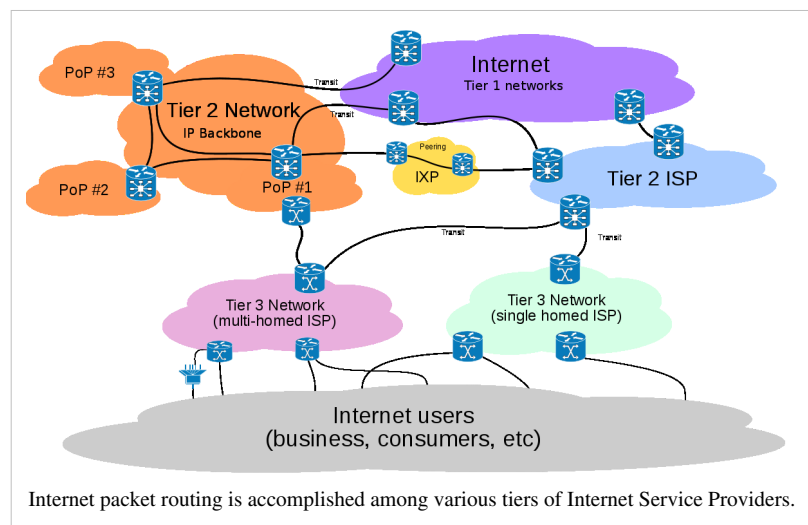 PoP #3
Tier 2 Network
IP Backbone
PoP #2
PoP #1
Transit
Transit
Internet
Tier 1 networks
Peering
IXP
Tier 2 ISP
Transit
Transit
Tier 3 Network
(multi-homed ISP)
Tier 3 Network
(single homed ISP)
Internet users
(business, consumers, etc)
Internet packet routing is accomplished among various tiers of Internet Service Providers.